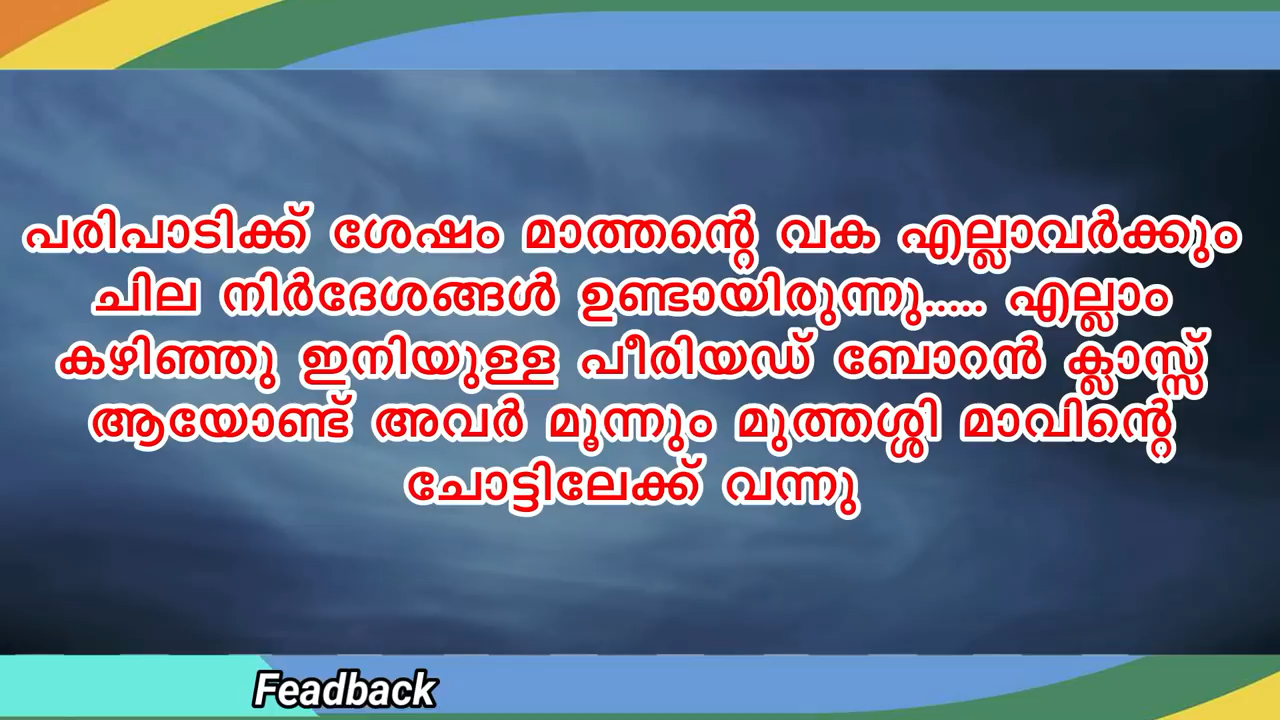 പരിപാടിക്ക് ശേഷം മാത്തന്റെ വക എല്ലാവർക്കും
ചില നിർദേശങ്ങൾ ഉണ്ടായിരുന്നു..... എല്ലാം
കഴിഞ്ഞു ഇനിയുള്ള പീരിയഡ് ബോറൻ ക്ലാസ്സ്
ആയോണ്ട് അവർ മൂന്നും മുത്തശ്ശി മാവിന്റെ
ചോട്ടിലേക്ക് വന്നു
Feadback